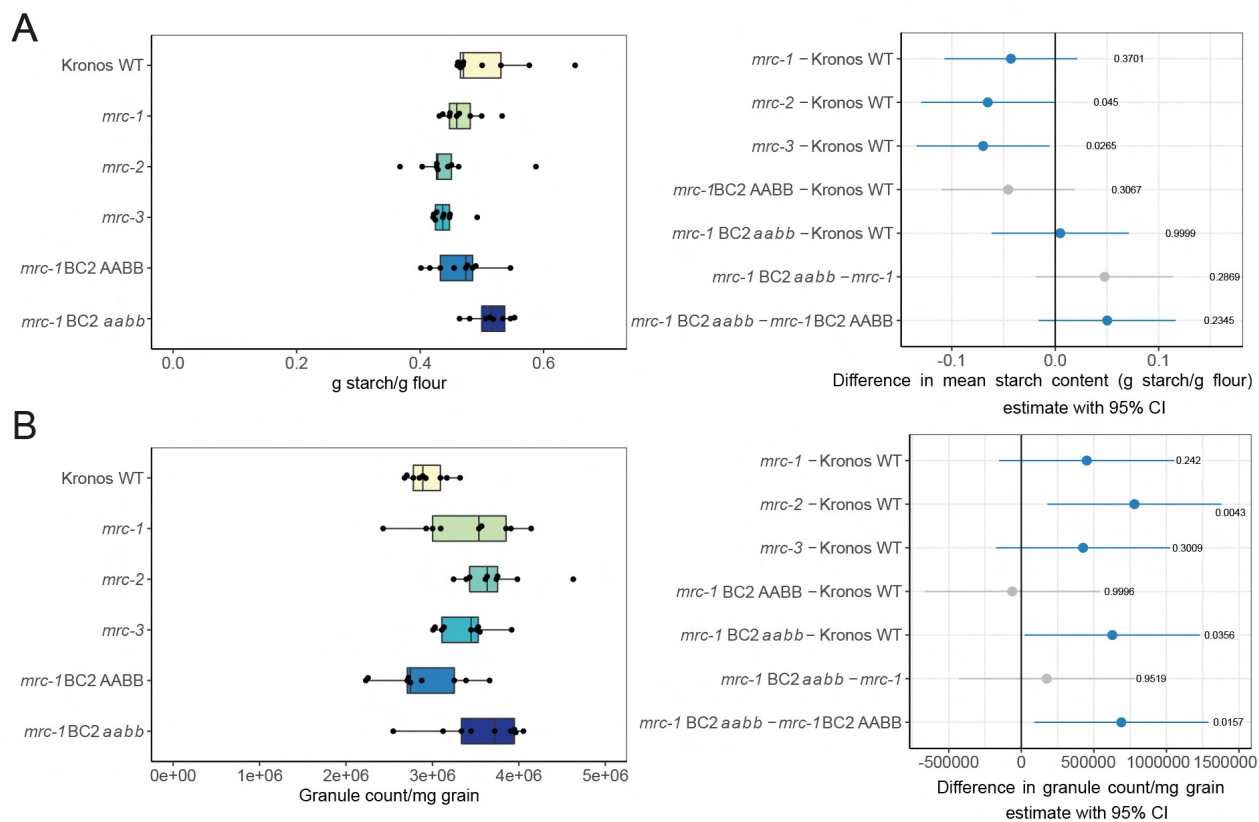 A
Kronos WT
mrc-1
mrc-2
mrc-3
mrc-1BC2 AABB
mrc-1BC2 aabb
0.0 0.2 0.4 0.6
g starch/g flour
mrc-1 – Kronos WT 0.3701
mrc-2 – Kronos WT 0.045
mrc-3 – Kronos WT 0.0265
mrc-1BC2 AABB – Kronos WT 0.3067
mrc-1 BC2 aabb – Kronos WT 0.9999
mrc-1 BC2 aabb – mrc-1 0.2869
mrc-1 BC2 aabb – mrc-1BC2 AABB 0.2345
-0.1 0.0 0.1
Difference in mean starch content (g starch/g flour)
estimate with 95% CI
B
Kronos WT
mrc-1
mrc-2
mrc-3
mrc-1BC2 AABB
mrc-1BC2 aabb
0e+00 1e+06 2e+06 3e+06 4e+06 5e+06
Granule count/mg grain
mrc-1 – Kronos WT 0.242
mrc-2 – Kronos WT 0.0043
mrc-3 – Kronos WT 0.3009
mrc-1 BC2 AABB – Kronos WT 0.9996
mrc-1 BC2 aabb – Kronos WT 0.0356
mrc-1 BC2 aabb – mrc-1 0.9519
mrc-1 BC2 aabb – mrc-1BC2 AABB 0.0157
-500000 0 500000 1000000 1500000
Difference in granule count/mg grain
estimate with 95% CI